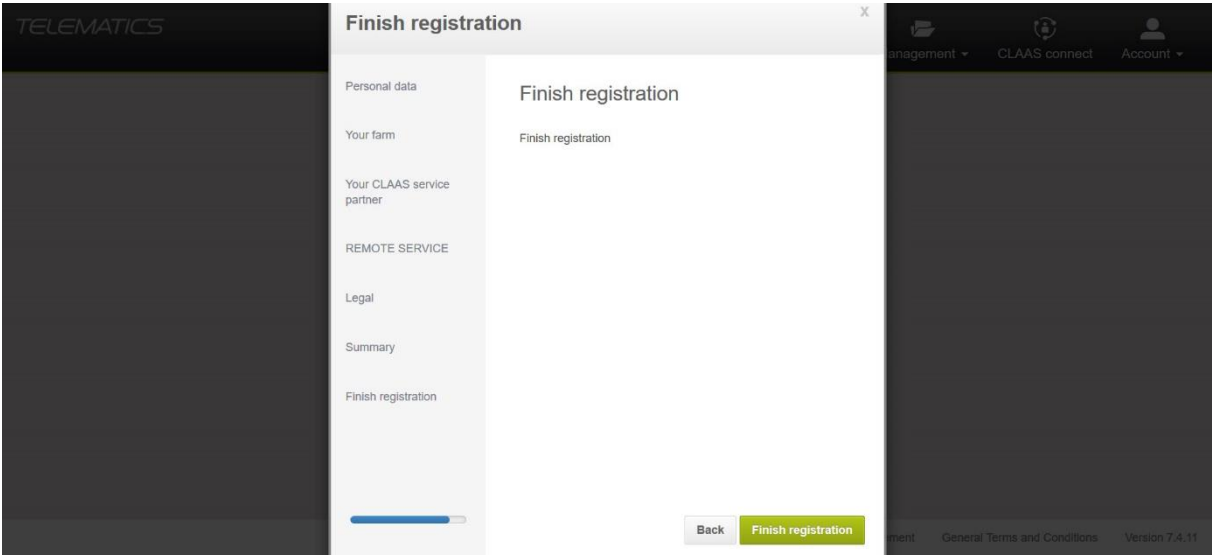 TELEMATICS
Finish registration
X
anagement
CLAAS connect
Account
Personal data
Your farm
Your CLAAS service
partner
REMOTE SERVICE
Legal
Summary
Finish registration
Finish registration
Finish registration
Back
Finish registration
ment
General Terms and Conditions
Version 7.4.11